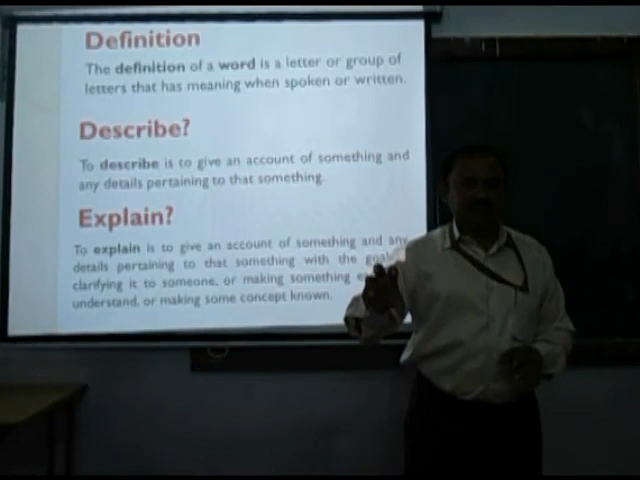 Definition
The definition of a word is a letter or group of
letters that has meaning when spoken or written.
Describe?
To describe is to give an account of something and
any details pertaining to that something.
Explain?
To explain is to give an account of something and any
details pertaining to that something with the
clarifying it to someone, or making something
understand, or making some concept known.